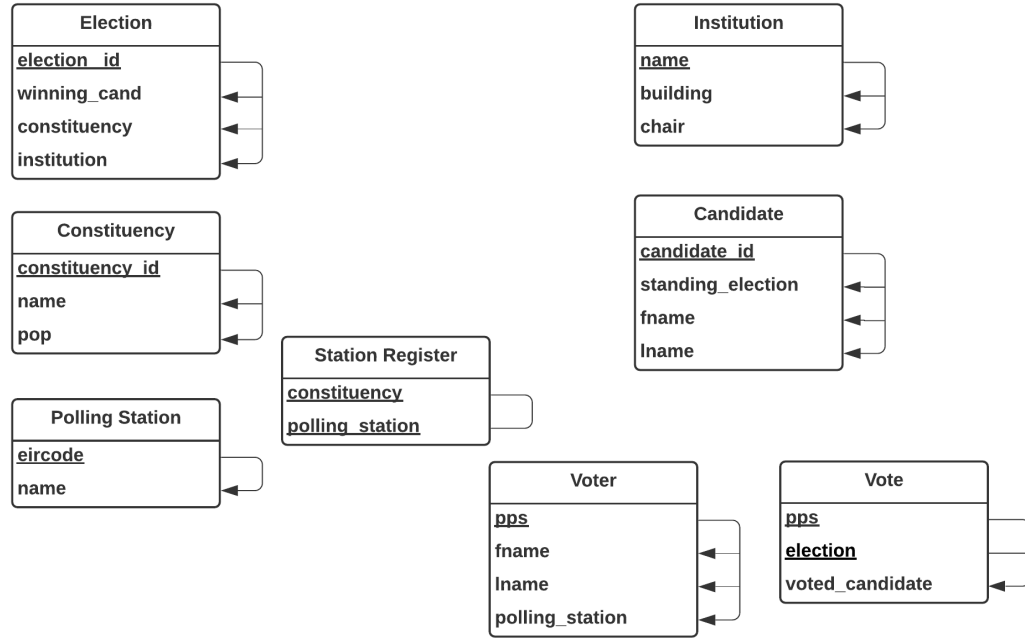 Election
election_id
winning_cand
constituency
institution
Institution
name
building
chair
Constituency
constituency_id
name
pop
Candidate
candidate_id
standing_election
fname
lname
Station Register
constituency
polling_station
Polling Station
eircode
name
Voter
pps
fname
lname
polling_station
Vote
pps
election
voted_candidate